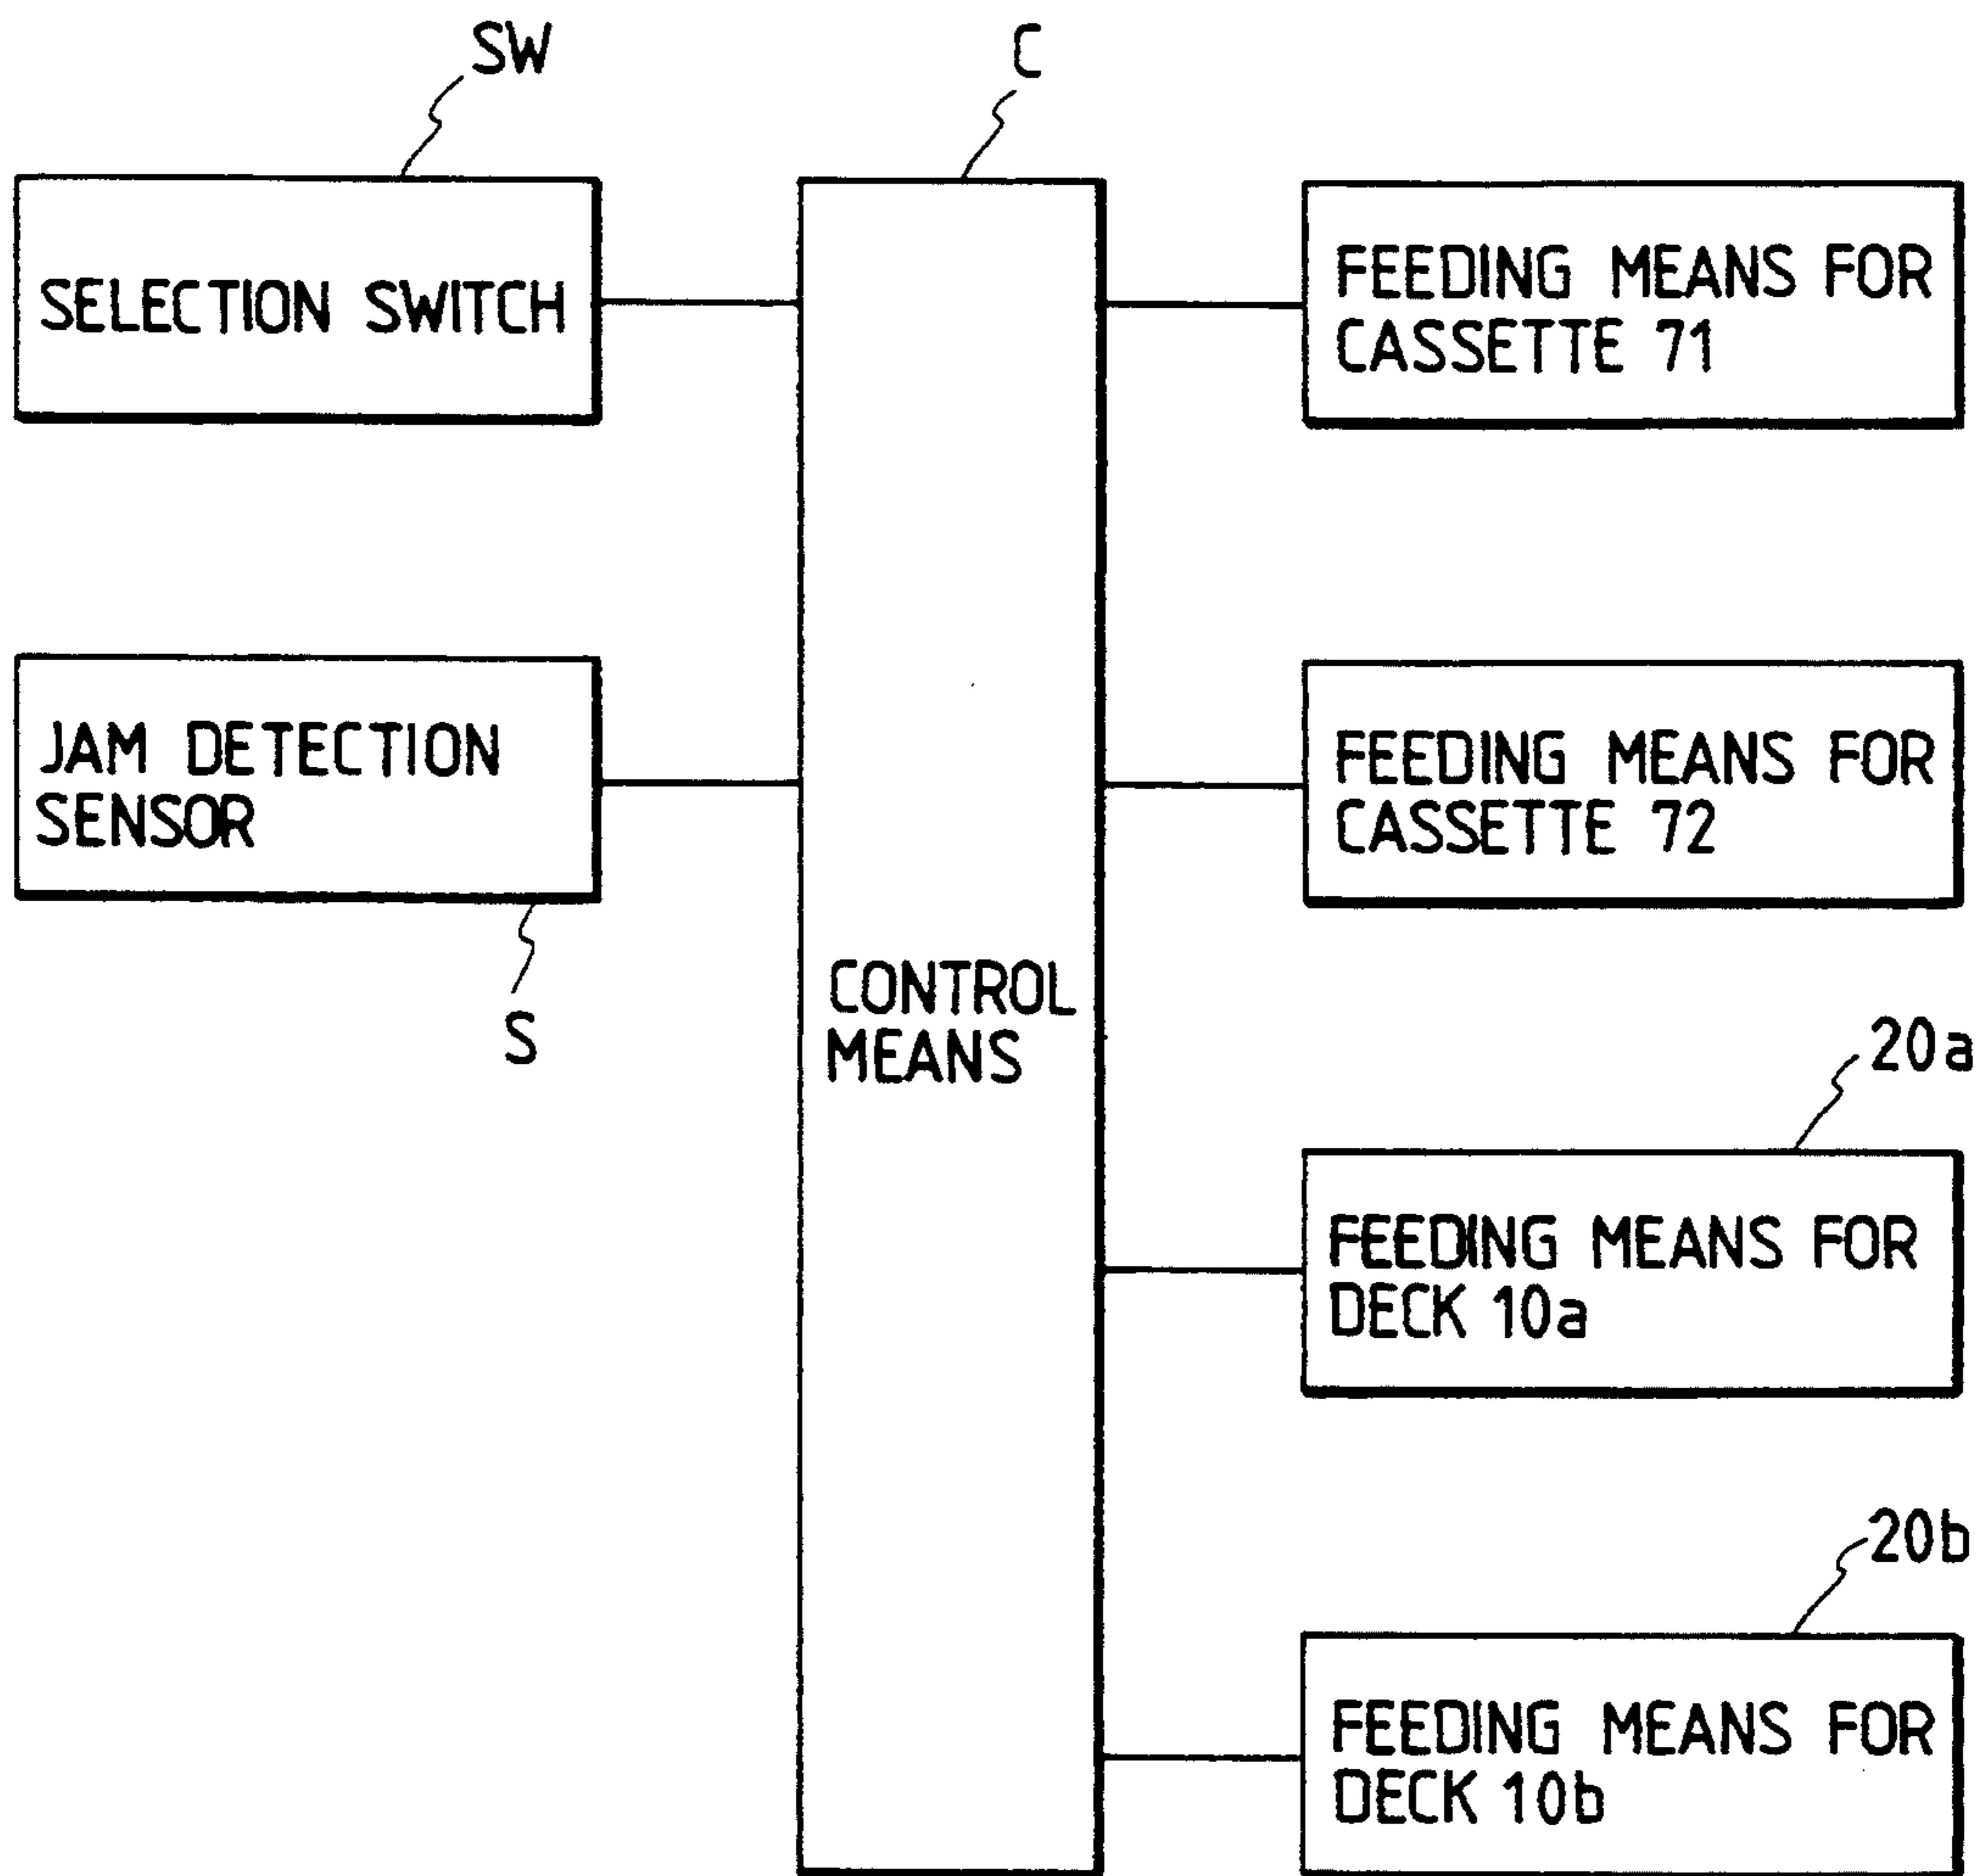 SW
C
SELECTION SWITCH
FEEDING MEANS FOR
CASSETTE 71
JAM DETECTION
SENSOR
S
FEEDING MEANS FOR
CASSETTE 72
CONTROL
MEANS
20a
FEEDING MEANS FOR
DECK 10a
20b
FEEDING MEANS FOR
DECK 10b